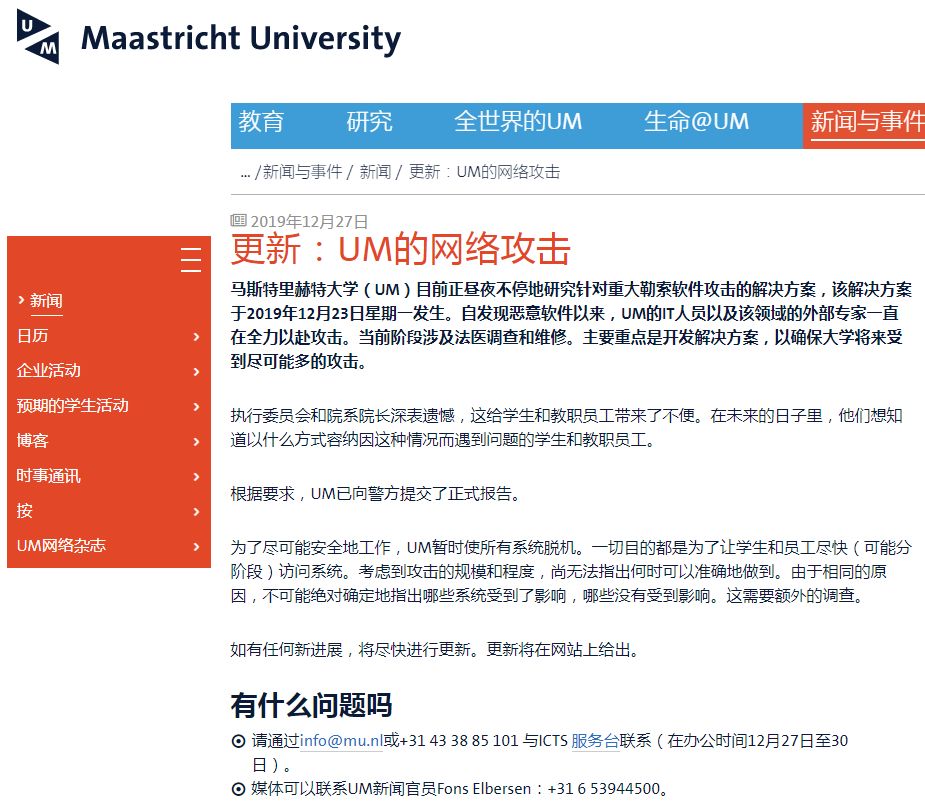 UM
Maastricht University
教育 研究 全世界的UM 生命@UM 新闻与事件
... /新闻与事件 / 新闻 / 更新：UM的网络攻击
2019年12月27日
更新：UM的网络攻击
新闻
日历
企业活动
预期的学生活动
博客
时事通讯
按
UM网络杂志
马斯特里赫特大学（UM）目前正昼夜不停地研究针对重大勒索软件攻击的解决方案，该解决方案
于2019年12月23日星期一发生。自发现恶意软件以来，UM的IT人员以及该领域的外部专家一直
在全力以赴攻击。当前阶段涉及法医调查和维修。主要重点是开发解决方案，以确保大学将来受
到尽可能多的攻击。
执行委员会和院系院长深表遗憾，这给学生和教职员工带来了不便。在未来的日子里，他们想知
道以什么方式容纳因这种情况而遇到问题的学生和教职员工。
根据要求，UM已向警方提交了正式报告。
为了尽可能安全地工作，UM暂时使所有系统脱机。一切目的都是为了让学生和员工尽快（可能分
阶段）访问系统。考虑到攻击的规模和程度，尚无法指出何时可以准确地做到。由于相同的原
因，不可能绝对确定地指出哪些系统受到了影响，哪些没有受到影响。这需要额外的调查。
如有任何新进展，将尽快进行更新。更新将在网站上给出。
有什么问题吗
请通过info@mu.nl或+31 43 38 85 101 与ICTS 服务台联系（在办公时间12月27日至30
日）。
媒体可以联系UM新闻官员Fons Elbersen：+31 6 53944500。